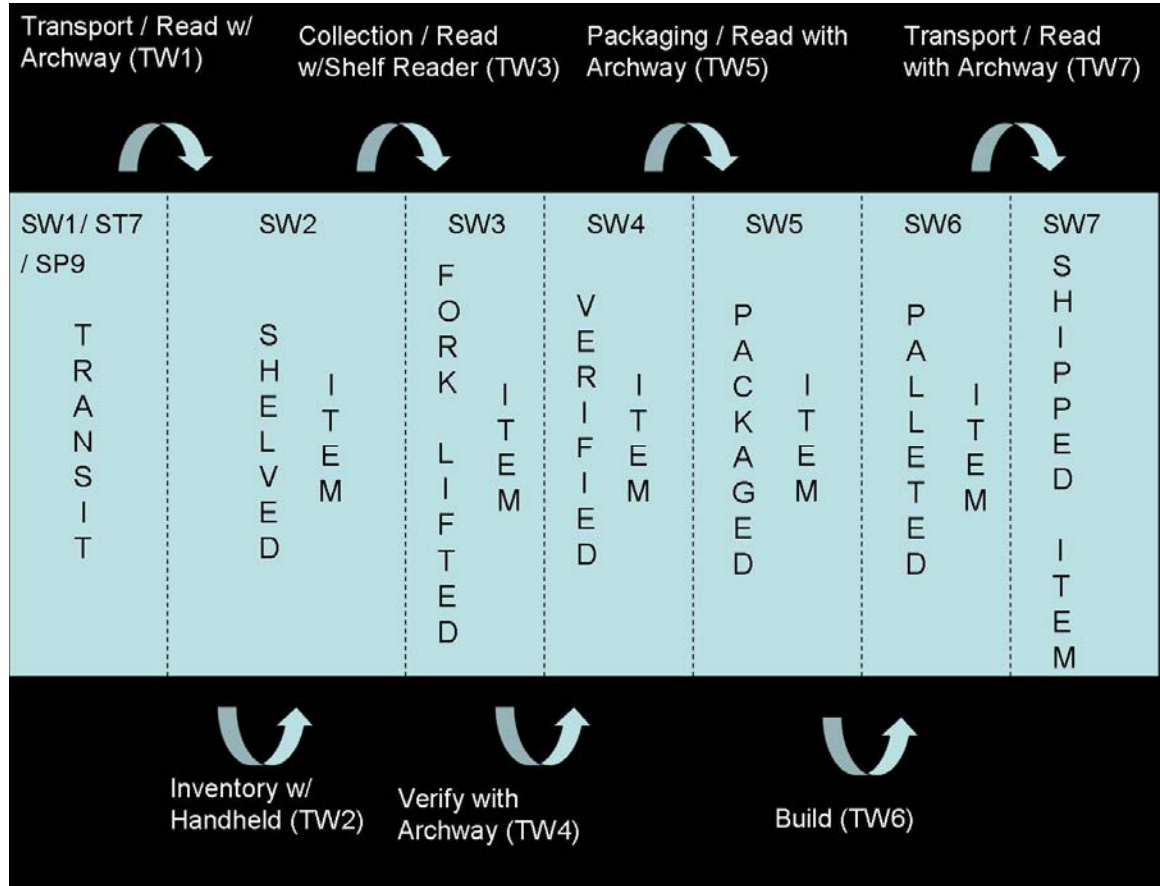 Transport / Read w/
Archway (TW1)
Collection / Read
w/Shelf Reader (TW3)
Packaging / Read with
Archway (TW5)
Transport / Read
with Archway (TW7)
SW1/ ST7
/ SP9
TRANSIT
SW2
SHELVED
ITEM
SW3
FORK LIFTED
ITEM
SW4
VERIFIED
ITEM
SW5
PACKAGED
ITEM
SW6
PALLETED
ITEM
SW7
SHIPPED ITEM
Inventory w/
Handheld (TW2)
Verify with
Archway (TW4)
Build (TW6)